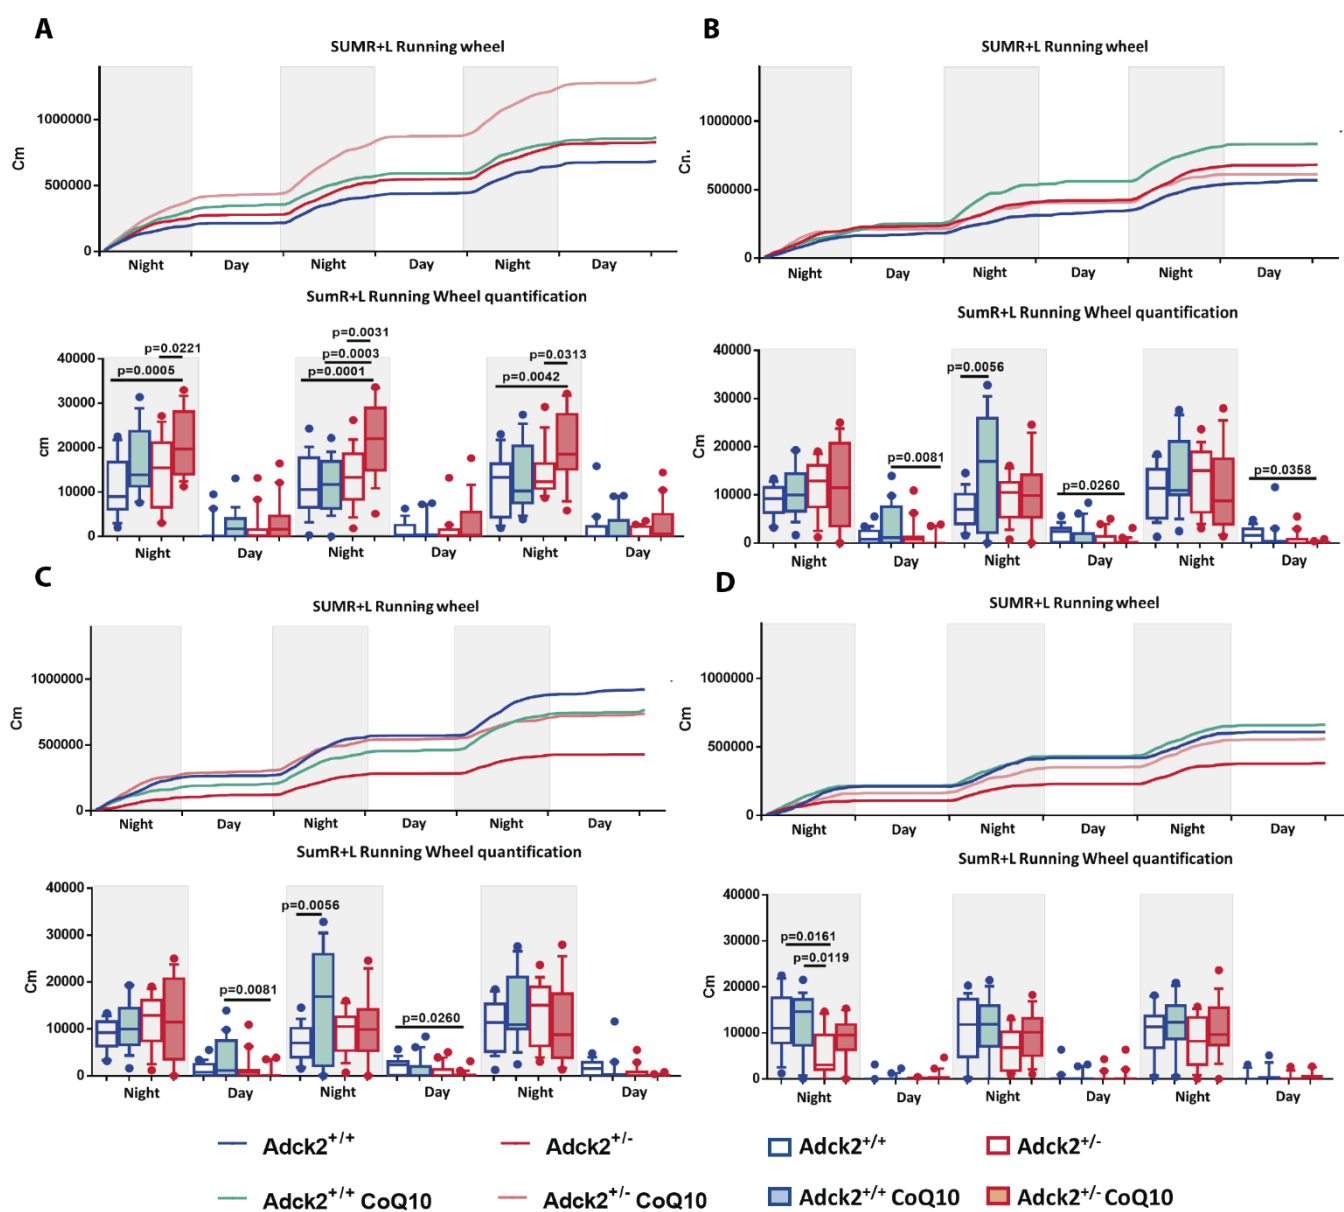 A
SUMR+L Running wheel
Cm
1000000
500000
0
Night Day Night Day Night Day
SumR+L Running Wheel quantification
cm
40000
30000
20000
10000
0
p=0.0221
p=0.0005
p=0.0031
p=0.0003
p=0.0001
p=0.0313
p=0.0042
Night Day Night Day Night Day
B
SUMR+L Running wheel
Cn.
1000000
500000
0
Night Day Night Day Night Day
SumR+L Running Wheel quantification
Cm
40000
30000
20000
10000
0
p=0.0056
p=0.0081
p=0.0260
p=0.0358
Night Day Night Day Night Day
C
SUMR+L Running wheel
Cm
1000000
500000
0
Night Day Night Day Night Day
SumR+L Running Wheel quantification
Cm
40000
30000
20000
10000
0
p=0.0056
p=0.0081
p=0.0260
Night Day Night Day Night Day
D
SUMR+L Running wheel
Cm
1000000
500000
0
Night Day Night Day Night Day
SumR+L Running Wheel quantification
Cm
40000
30000
20000
10000
0
p=0.0161
p=0.0119
Night Day Night Day Night Day
Adck2+/+
Adck2+/-
Adck2+/+ CoQ10
Adck2+/- CoQ10
Adck2+/+
Adck2+/-
Adck2+/+ CoQ10
Adck2+/- CoQ10